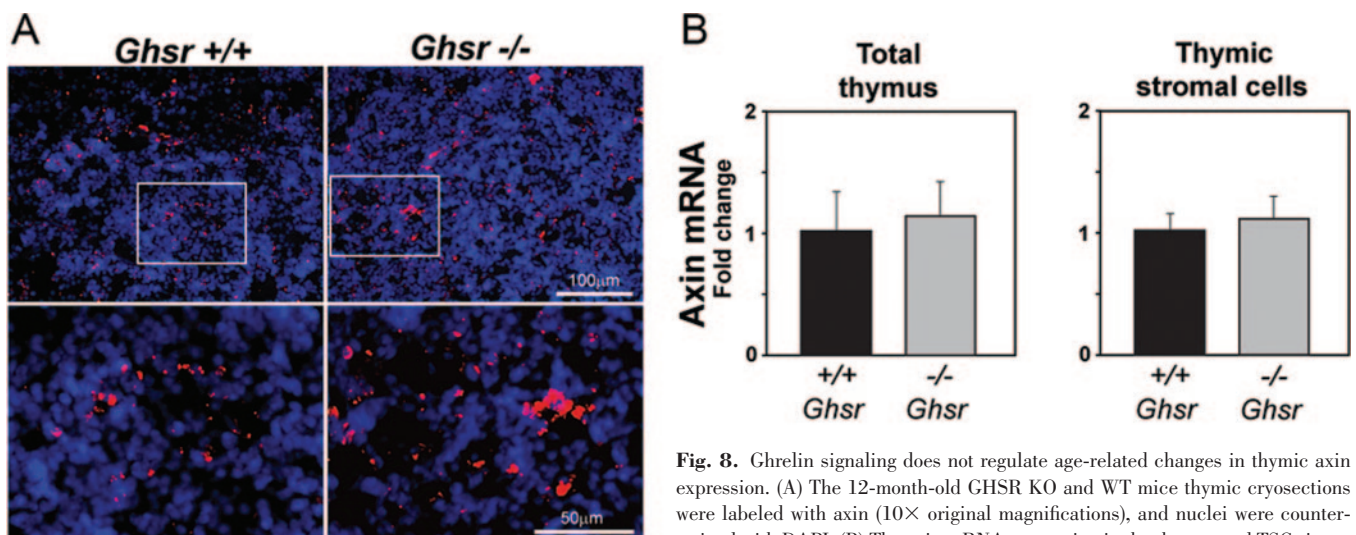 A
Ghsr +/+
Ghsr -/-
100µm
50µm
B
Total
thymus
Thymic
stromal cells
Axin mRNA
Fold change
2
1
0
+/+
Ghsr
-/-
Ghsr
2
1
0
+/+
Ghsr
-/-
Ghsr
Fig. 8. Ghrelin signaling does not regulate age-related changes in thymic axin
expression. (A) The 12-month-old GHSR KO and WT mice thymic cryosections
were labeled with axin (10× original magnifications), and nuclei were counter-